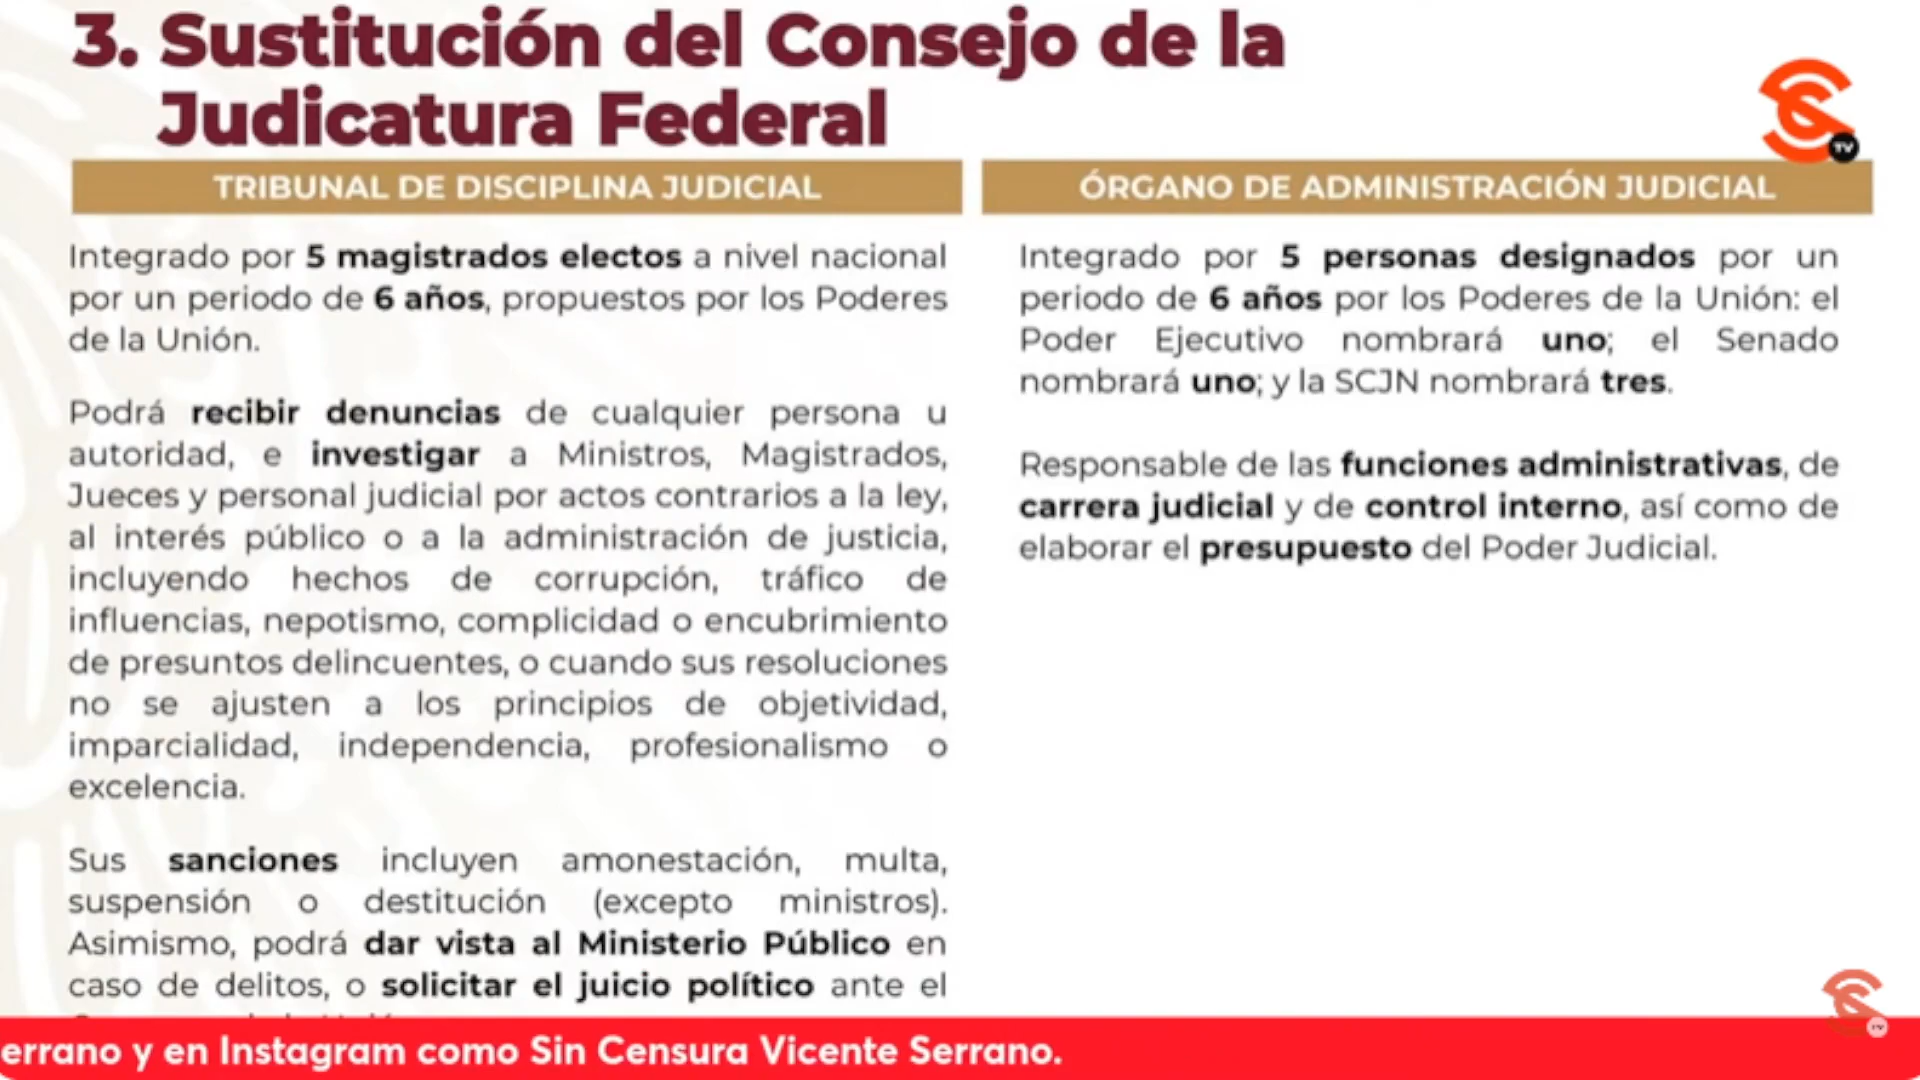 3. Sustitución del Consejo de la
Judicatura Federal
TV
TRIBUNAL DE DISCIPLINA JUDICIAL
Integrado por 5 magistrados electos a nivel nacional
por un periodo de 6 años, propuestos por los Poderes
de la Unión.
Podrá recibir denuncias de cualquier persona u
autoridad, e investigar a Ministros, Magistrados,
Jueces y personal judicial por actos contrarios a la ley,
al interés público o a la administración de justicia,
incluyendo hechos de corrupción, tráfico de
influencias, nepotismo, complicidad o encubrimiento
de presuntos delincuentes, o cuando sus resoluciones
no se ajusten a los principios de objetividad,
imparcialidad, independencia, profesionalismo o
excelencia.
Sus sanciones incluyen amonestación, multa,
suspensión o destitución (excepto ministros).
Asimismo, podrá dar vista al Ministerio Público en
caso de delitos, o solicitar el juicio político ante el
ÓRGANO DE ADMINISTRACIÓN JUDICIAL
Integrado por 5 personas designados por un
periodo de 6 años por los Poderes de la Unión: el
Poder Ejecutivo nombrará uno; el Senado
nombrará uno; y la SCJN nombrará tres.
Responsable de las funciones administrativas, de
carrera judicial y de control interno, así como de
elaborar el presupuesto del Poder Judicial.
TV
errano y en Instagram como Sin Censura Vicente Serrano.